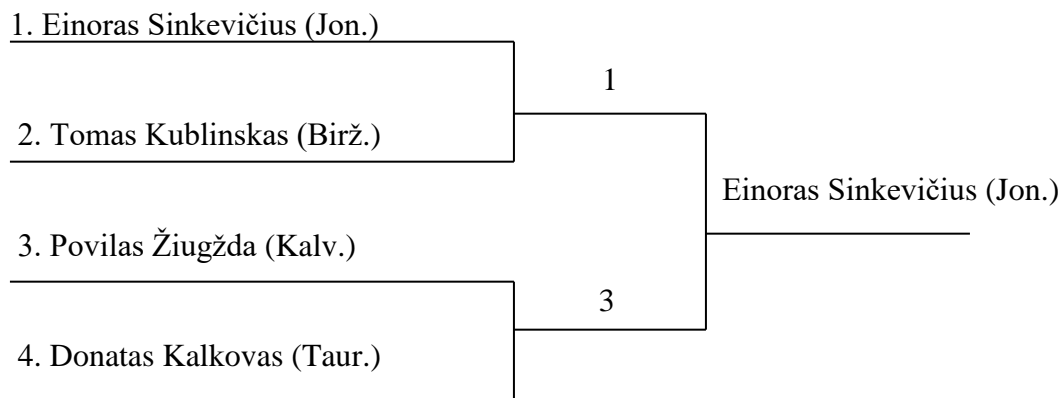 1. Einoras Sinkevičius (Jon.)
1
2. Tomas Kublinskas (Birž.)
Einoras Sinkevičius (Jon.)
3. Povilas Žiugžda (Kalv.)
3
4. Donatas Kalkovas (Taur.)